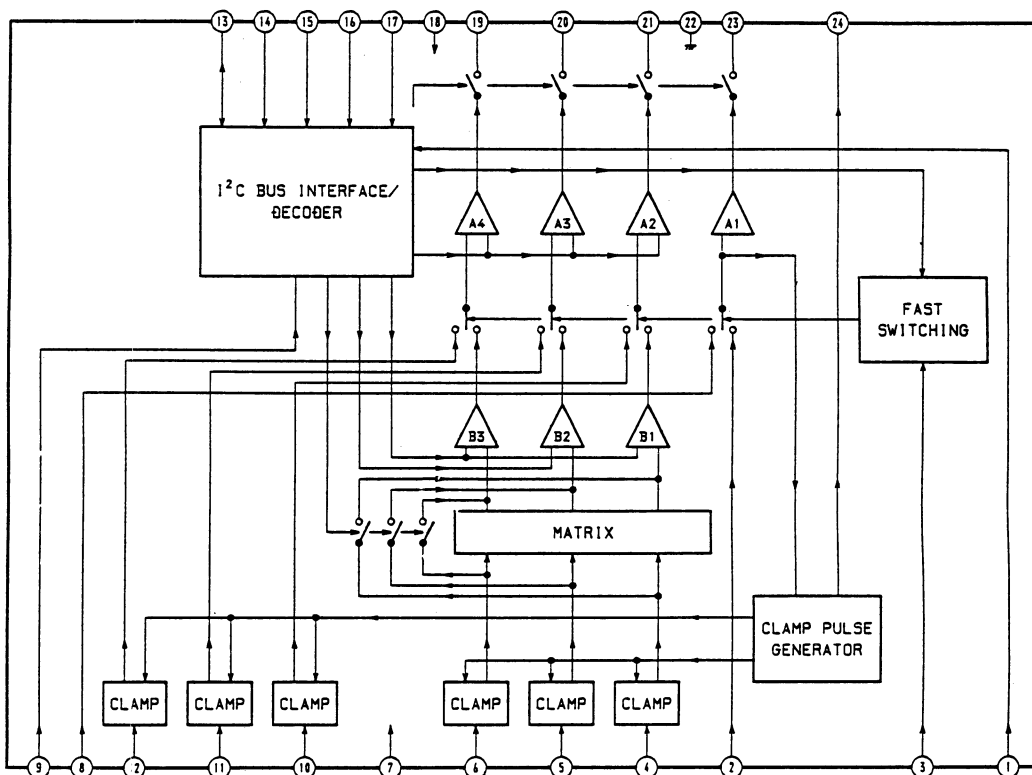 13 14 15 16 17 18 19 20 21 22 23 24
I²C BUS INTERFACE/
DECODER
A4 A3 A2 A1
FAST
SWITCHING
B3 B2 B1
MATRIX
CLAMP PULSE
GENERATOR
CLAMP CLAMP CLAMP CLAMP CLAMP CLAMP
9 8 12 11 10 7 6 5 4 2 3 1